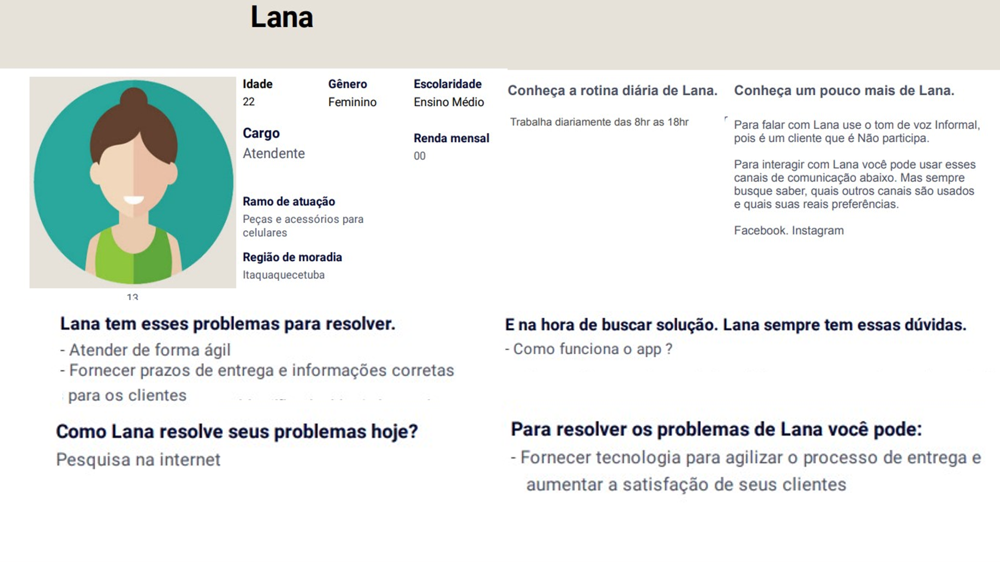 Lana
Idade
22
Gênero
Feminino
Escolaridade
Ensino Médio
Cargo
Atendente
Renda mensal
00
Ramo de atuação
Peças e acessórios para
celulares
Região de moradia
Itaquaquecetuba
13
Conheça a rotina diária de Lana.
Trabalha diariamente das 8hr as 18hr
Conheça um pouco mais de Lana.
Para falar com Lana use o tom de voz Informal,
pois é um cliente que é Não participa.
Para interagir com Lana você pode usar esses
canais de comunicação abaixo. Mas sempre
busque saber, quais outros canais são usados
e quais suas reais preferências.
Facebook. Instagram
Lana tem esses problemas para resolver.
- Atender de forma ágil
- Fornecer prazos de entrega e informações corretas
para os clientes
E na hora de buscar solução. Lana sempre tem essas dúvidas.
- Como funciona o app ?
Como Lana resolve seus problemas hoje?
Pesquisa na internet
Para resolver os problemas de Lana você pode:
- Fornecer tecnologia para agilizar o processo de entrega e
aumentar a satisfação de seus clientes